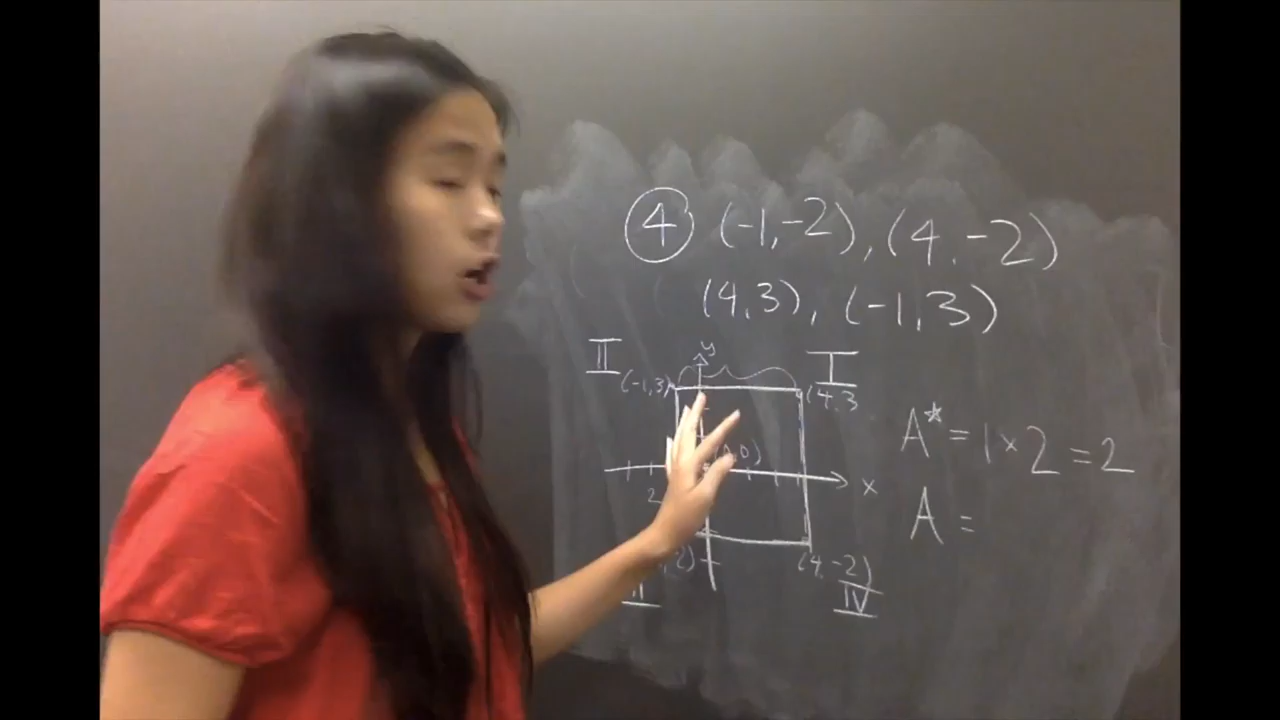 ④ (-1,-2), (4,-2)
(4,3), (-1,3)
II
y
I
(-1,3)
(4,3
A* = 1×2 = 2
x
2
A =
(4,-2)
IV